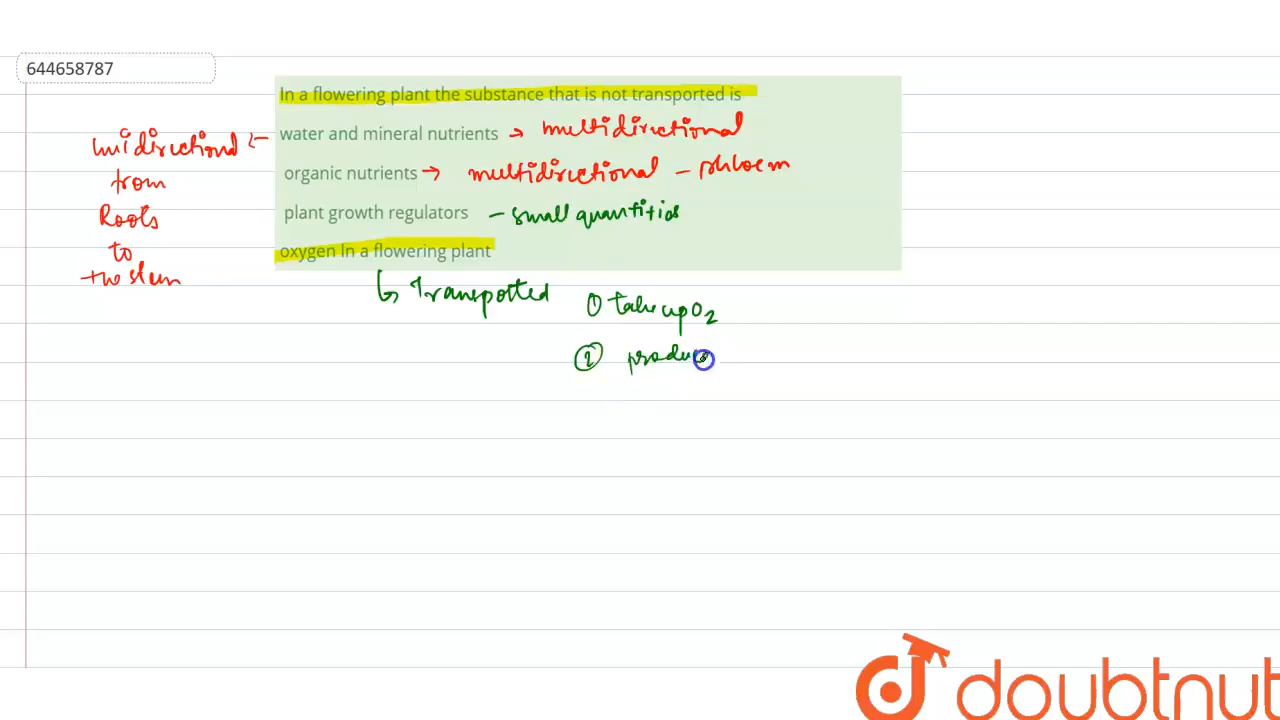 644658787
In a flowering plant the substance that is not transported is
water and mineral nutrients → multidirectional
unidirectional ←
from
Roots
to
the stem
organic nutrients → multidirectional - phloem
plant growth regulators - small quantities
oxygen In a flowering plant
↳ Transported ① take up O2
② produ
doubtnut